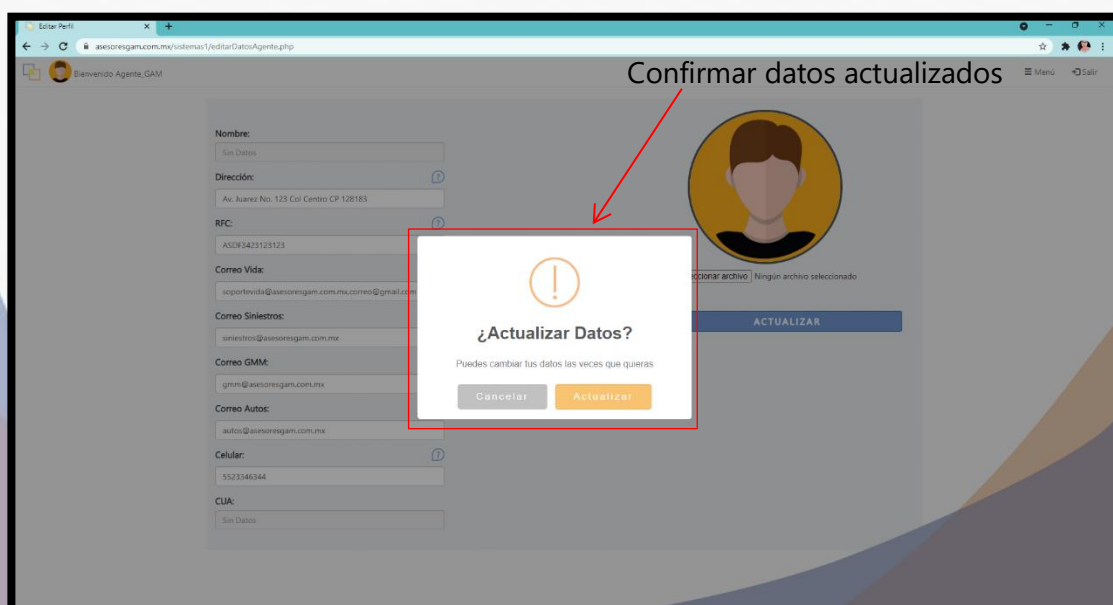 Editar Perfil
asesoresgam.com.mx/sistemas1/editarDatosAgente.php
Bienvenido Agente_GAM
Confirmar datos actualizados
Menú
Salir
Nombre:
Sin Datos
Dirección:
Av. Juarez No. 123 Col Centro CP 128183
RFC:
ASDFS423123123
Correo Vida:
soportevida@asesoresgam.com.mx,correo@gmail.com
Correo Siniestros:
siniestros@asesoresgam.com.mx
Correo GMM:
gmm@asesoresgam.com.mx
Correo Autos:
autos@asesoresgam.com.mx
Celular:
5523346344
CUA:
Sin Datos
eccionar archivo Ningún archivo seleccionado
ACTUALIZAR
¿Actualizar Datos?
Puedes cambiar tus datos las veces que quieras
Cancelar
Actualizar